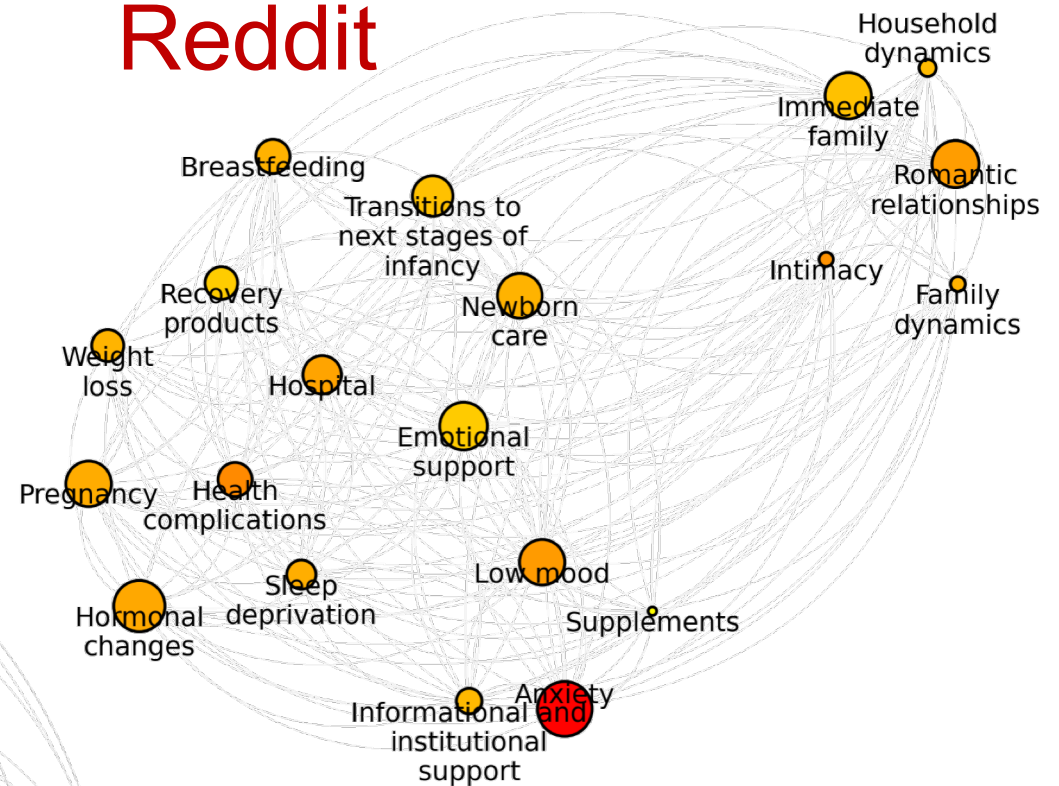 Reddit
Household
dynamics
Immediate
family
Breastfeeding
Romantic
relationships
Transitions to
next stages of
infancy
Intimacy
Family
dynamics
Recovery
products
Newborn
care
Weight
loss
Hospital
Emotional
support
Pregnancy
Health
complications
Low mood
Sleep
deprivation
Hormonal
changes
Supplements
Anxiety
Informational and
institutional
support